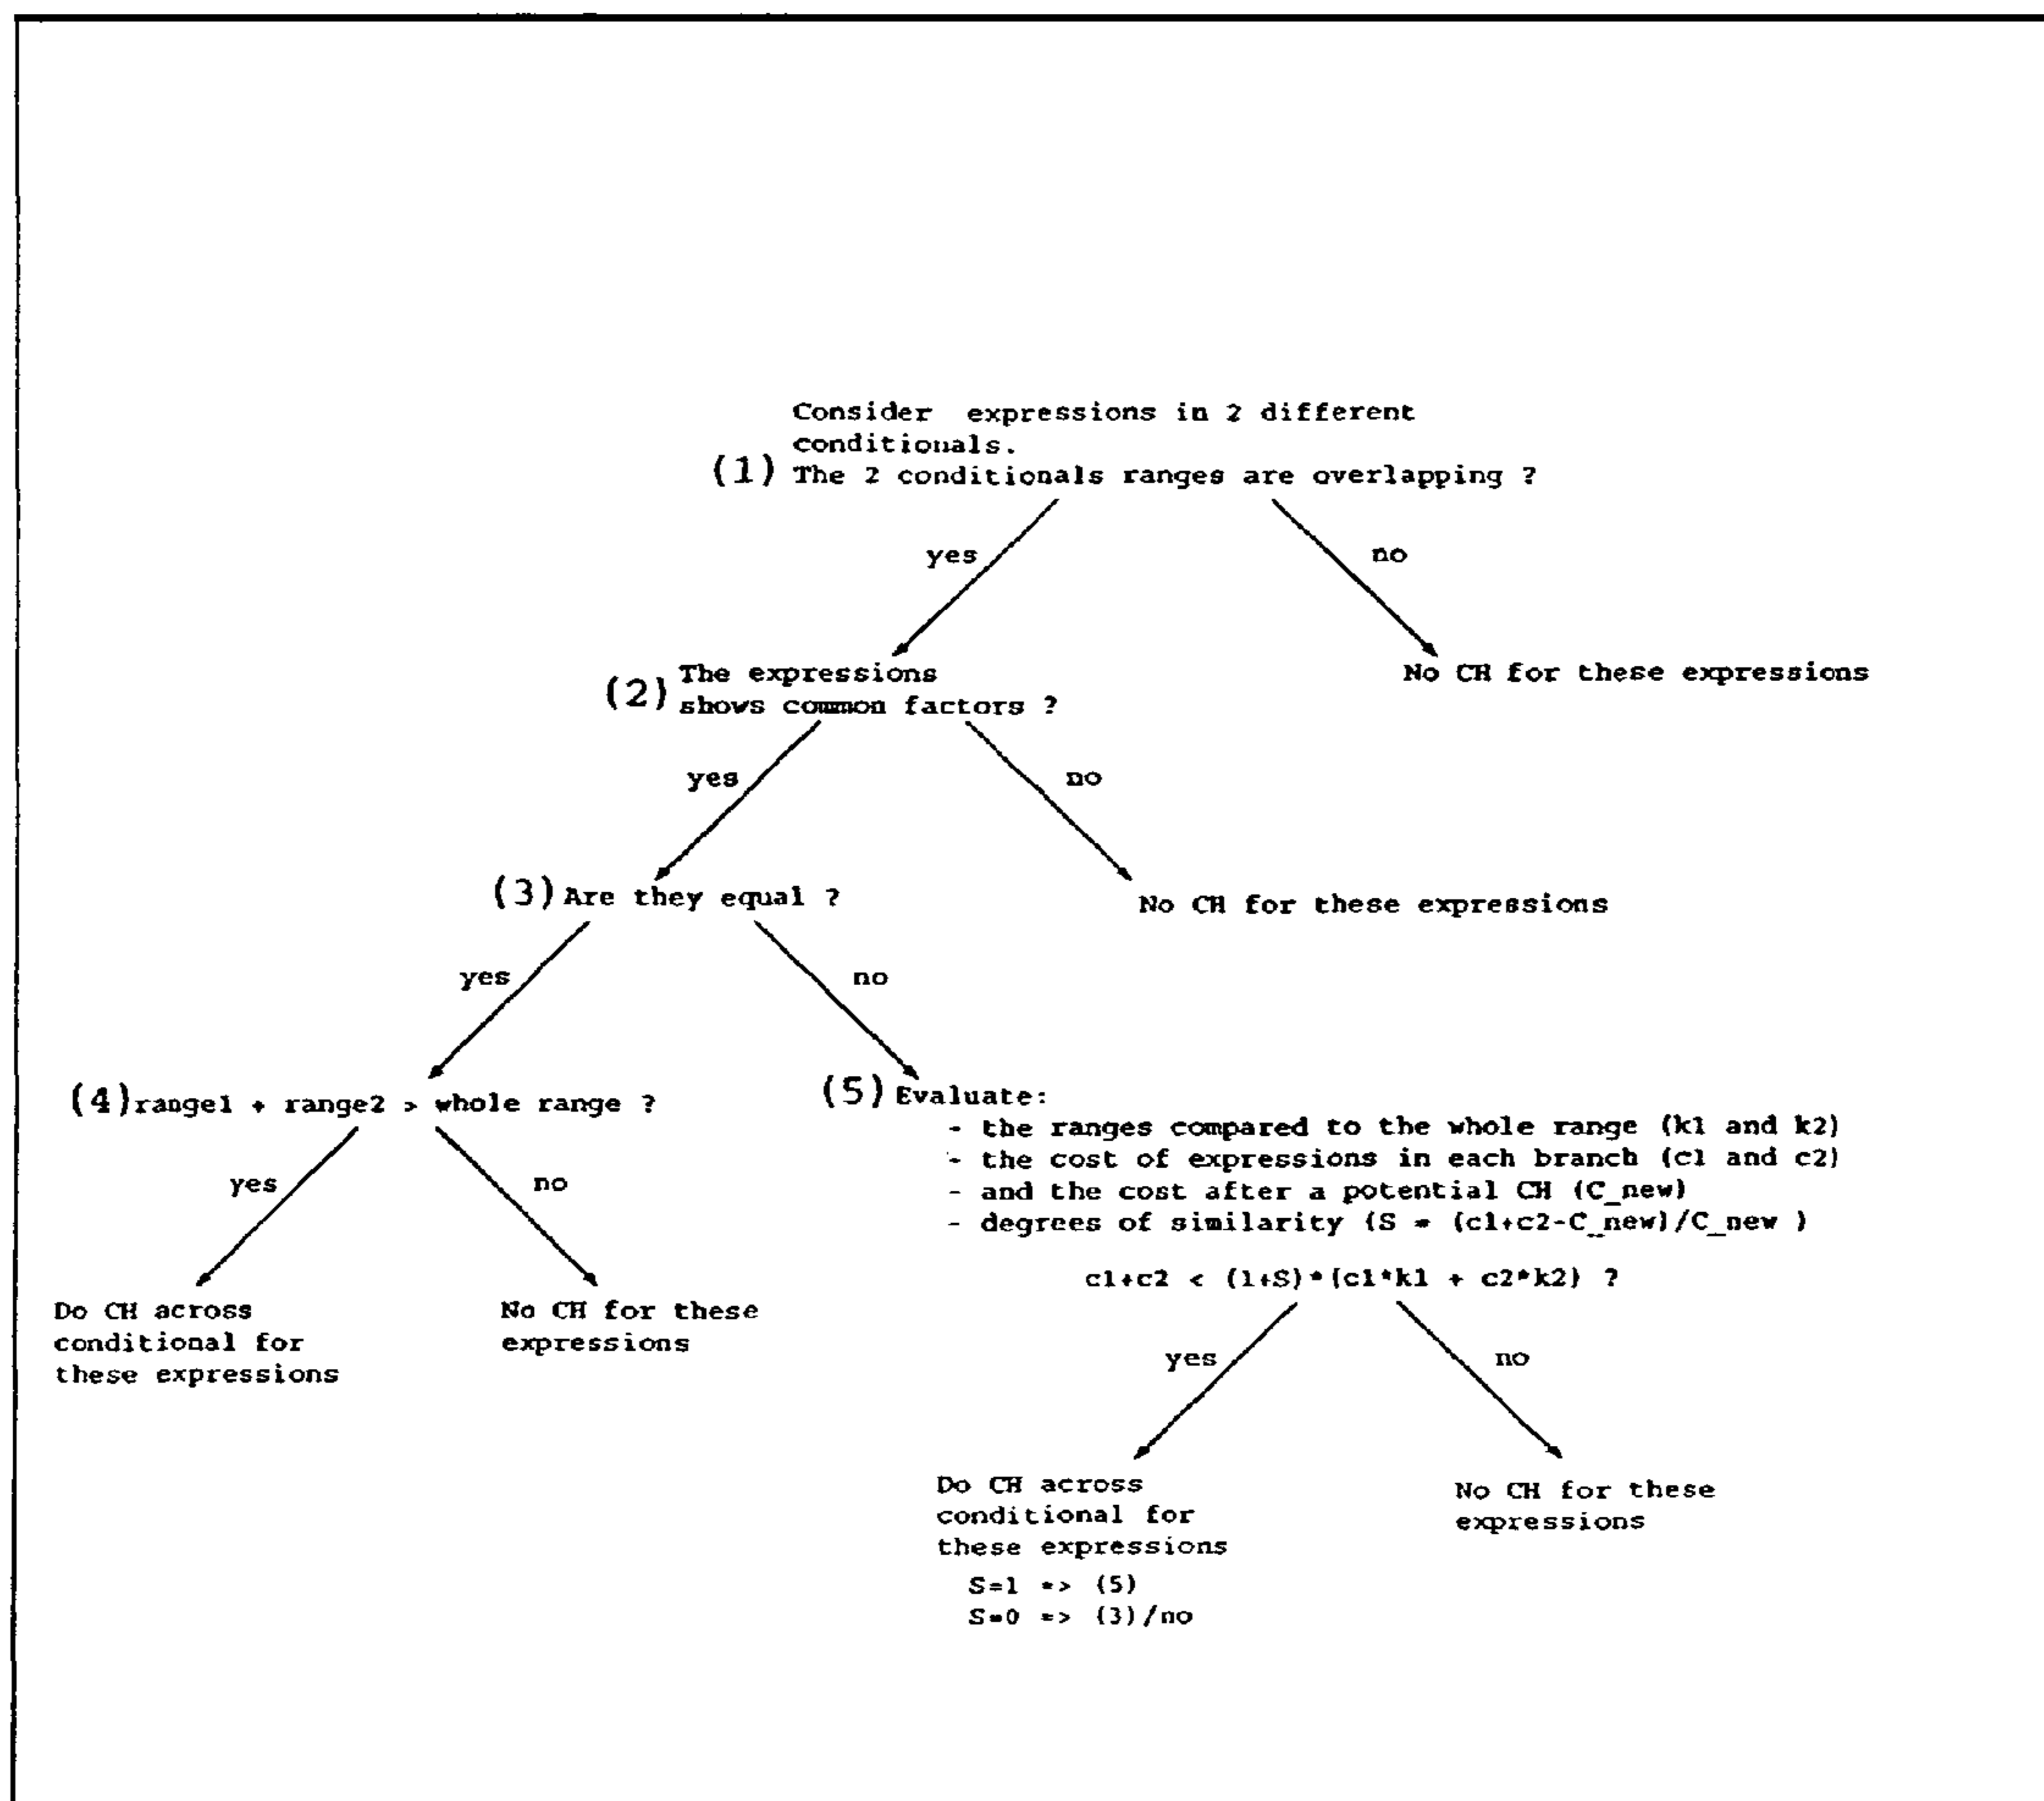 Consider expressions in 2 different
conditionals.
(1) The 2 conditionals ranges are overlapping ?
yes
no
(2) The expressions
shows common factors ?
No CH for these expressions
yes
no
(3) Are they equal ?
No CH for these expressions
yes
no
(4) range1 + range2 > whole range ?
(5) Evaluate:
- the ranges compared to the whole range (k1 and k2)
- the cost of expressions in each branch (c1 and c2)
- and the cost after a potential CH (C_new)
- degrees of similarity (S = (c1+c2-C_new)/C_new )
yes
no
c1+c2 < (1+S)*(c1*k1 + c2*k2) ?
Do CH across
conditional for
these expressions
No CH for these
expressions
yes
no
Do CH across
conditional for
these expressions
No CH for these
expressions
S=1 => (5)
S=0 => (3)/no